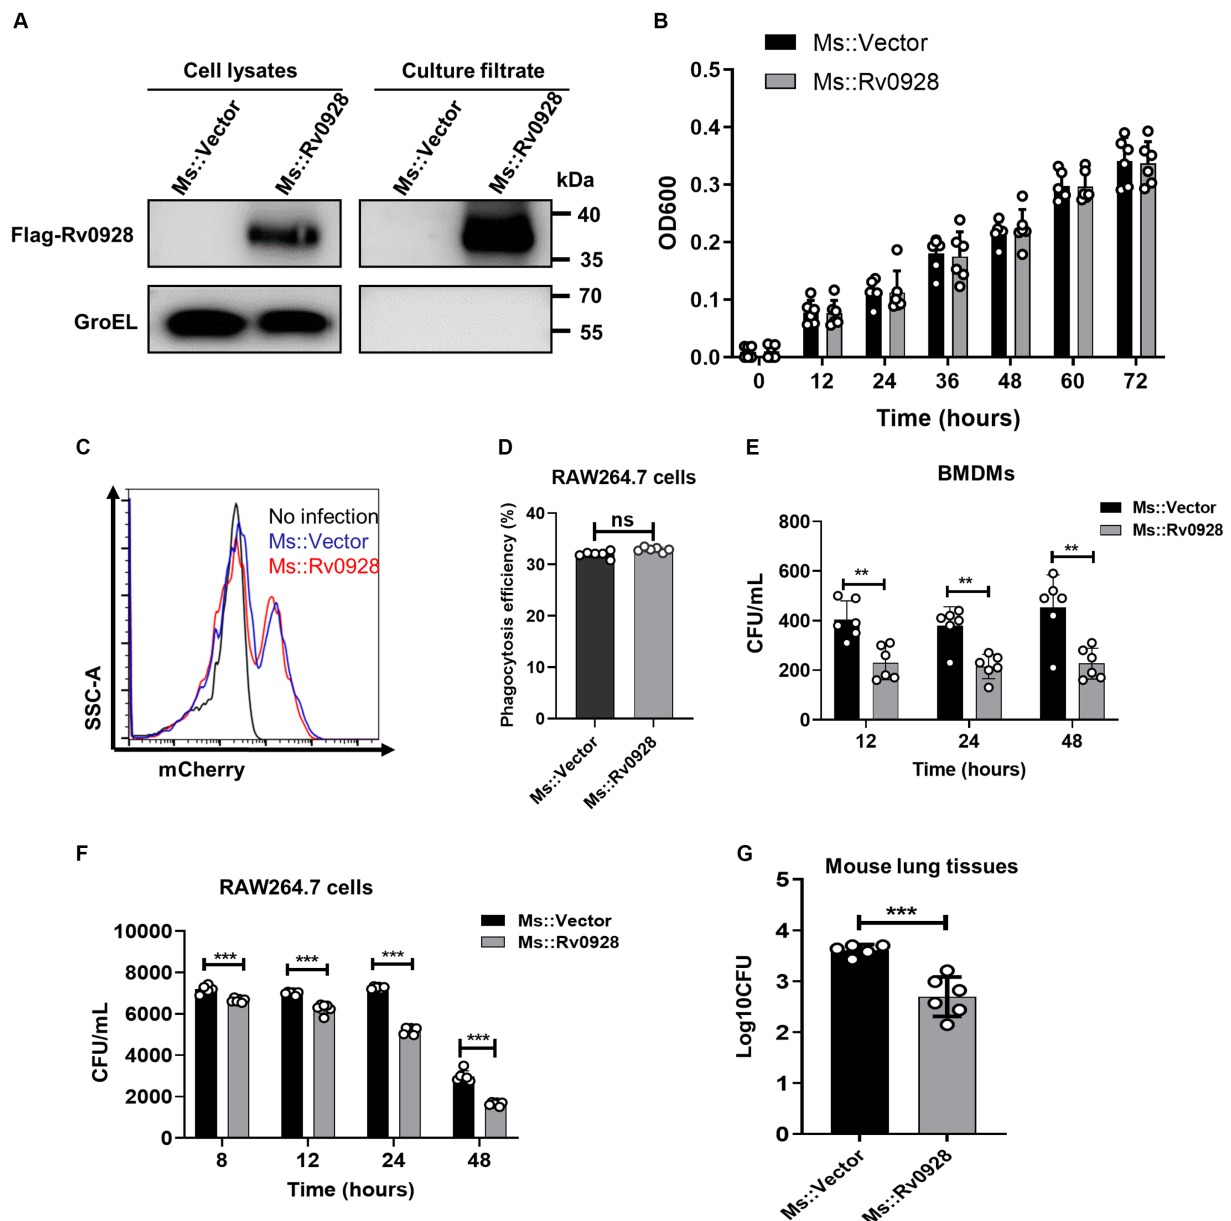 A
Cell lysates
Culture filtrate
Ms::Vector
Ms::Rv0928
Ms::Vector
Ms::Rv0928
kDa
Flag-Rv0928
40
35
GroEL
70
55
B
Ms::Vector
Ms::Rv0928
OD600
0.5
0.4
0.3
0.2
0.1
0.0
0 12 24 36 48 60 72
Time (hours)
C
No infection
Ms::Vector
Ms::Rv0928
SSC-A
mCherry
D
RAW264.7 cells
Phagocytosis efficiency (%)
40
30
20
10
0
ns
Ms::Vector
Ms::Rv0928
E
BMDMs
Ms::Vector
Ms::Rv0928
CFU/mL
800
600
400
200
0
** ** **
12 24 48
Time (hours)
F
RAW264.7 cells
Ms::Vector
Ms::Rv0928
CFU/mL
10000
8000
6000
4000
2000
0
*** *** *** ***
8 12 24 48
Time (hours)
G
Mouse lung tissues
Log10CFU
5
4
3
2
1
0
***
Ms::Vector
Ms::Rv0928